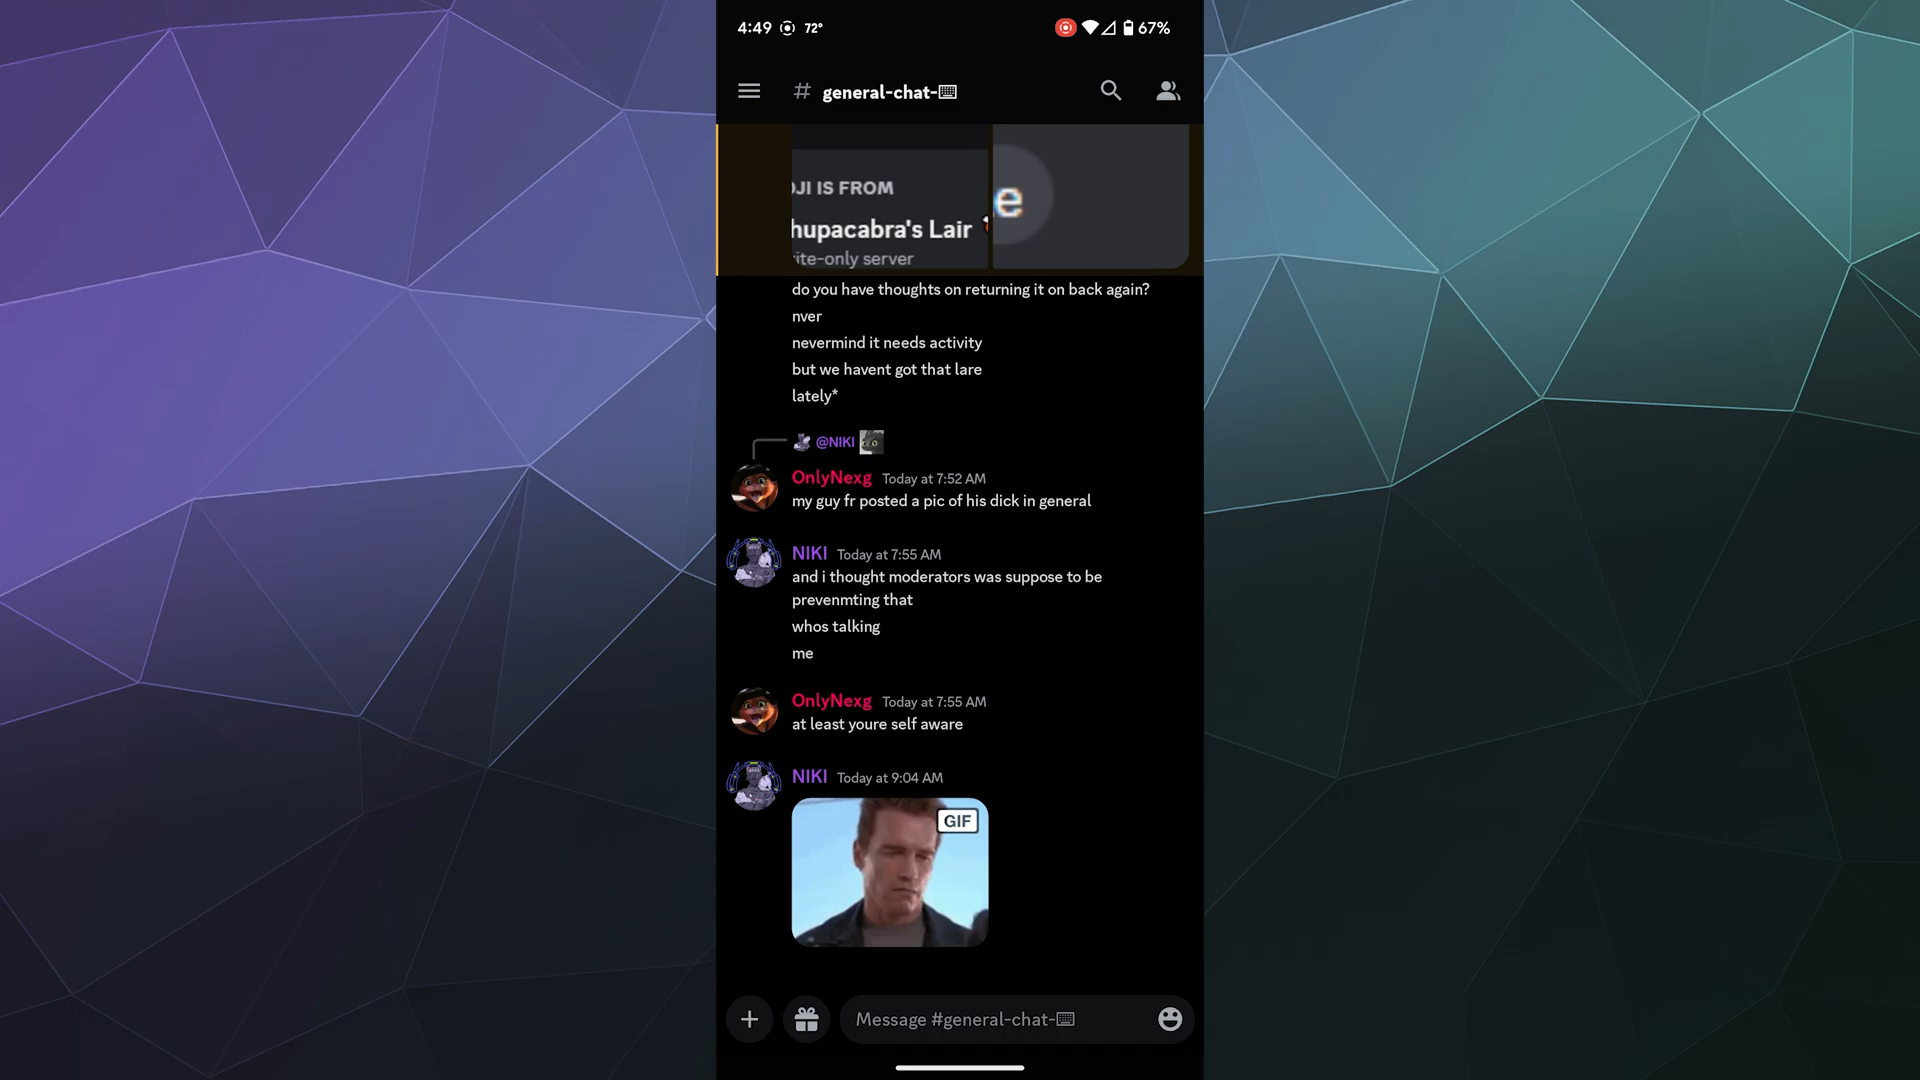 4:49 72° 67%
# general-chat-⌨
OJI IS FROM
hupacabra's Lair
ite-only server
e
do you have thoughts on returning it on back again?
nver
nevermind it needs activity
but we havent got that lare
lately*
@NIKI
OnlyNexg Today at 7:52 AM
my guy fr posted a pic of his dick in general
NIKI Today at 7:55 AM
and i thought moderators was suppose to be
prevenmting that
whos talking
me
OnlyNexg Today at 7:55 AM
at least youre self aware
NIKI Today at 9:04 AM
GIF
Message #general-chat-⌨